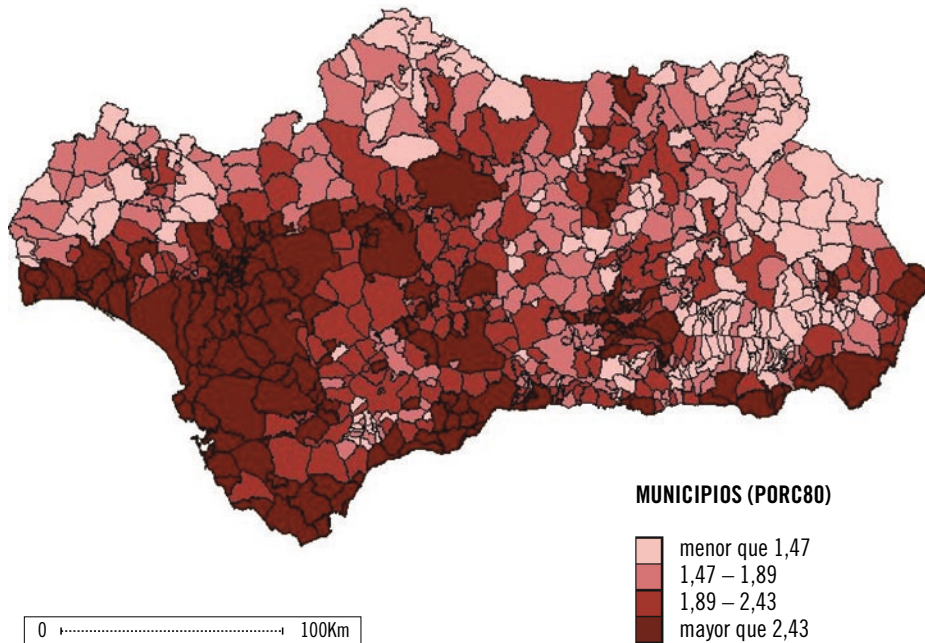 MUNICIPIOS (PORC80)
menor que 1,47
1,47 – 1,89
1,89 – 2,43
mayor que 2,43
0 100Km